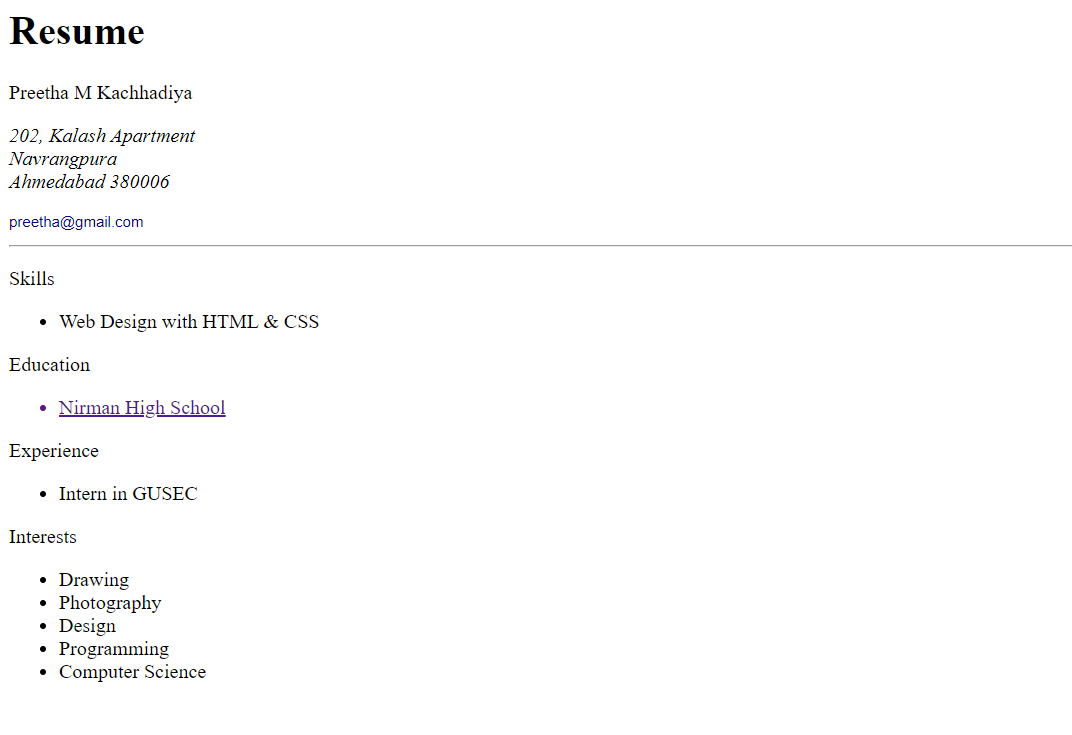 Resume
Preetha M Kachhadiya
202, Kalash Apartment
Navrangpura
Ahmedabad 380006
preetha@gmail.com
Skills
Web Design with HTML & CSS
Education
Nirman High School
Experience
Intern in GUSEC
Interests
Drawing
Photography
Design
Programming
Computer Science